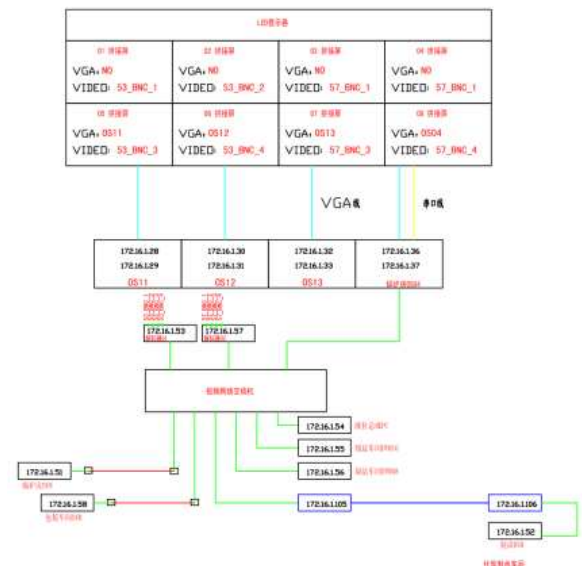 LED显示器
01 拼接屏
02 拼接屏
03 拼接屏
04 拼接屏
VGA: NO
VGA: NO
VGA: NO
VGA: NO
VIDEO: 53_BNC_1
VIDEO: 53_BNC_2
VIDEO: 57_BNC_1
VIDEO: 57_BNC_1
05 拼接屏
06 拼接屏
07 拼接屏
08 拼接屏
VGA: OS11
VGA: OS12
VGA: OS13
VGA: OS04
VIDEO: 53_BNC_3
VIDEO: 53_BNC_4
VIDEO: 57_BNC_3
VIDEO: 57_BNC_4
VGA线
串口线
172.16.1.28
172.16.1.30
172.16.1.32
172.16.1.36
172.16.1.29
172.16.1.31
172.16.1.33
172.16.1.37
OS11
OS12
OS13
172.16.1.53
172.16.1.57
视频网络交换机
172.16.1.54
172.16.1.55
172.16.1.51
172.16.1.56
172.16.1.58
172.16.1.105
172.16.1.106
172.16.1.52